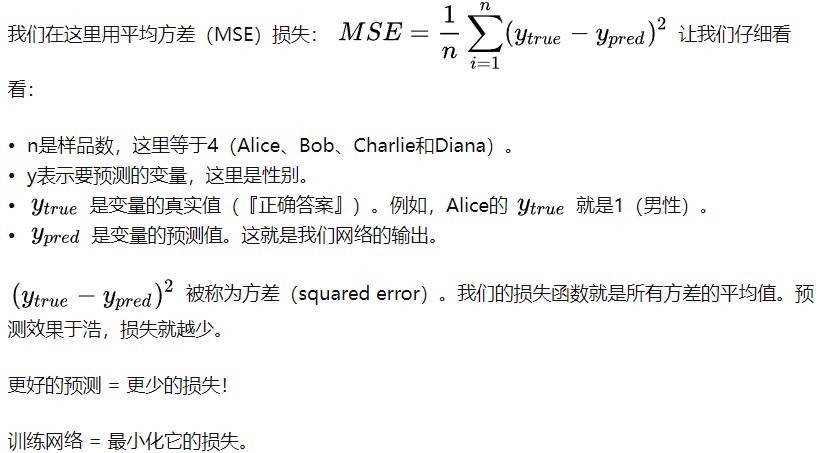 我们在这里用平均方差（MSE）损失： $MSE = \frac{1}{n} \sum_{i=1}^{n} (y_{true} - y_{pred})^2$ 让我们仔细看
看：
• n是样品数，这里等于4（Alice、Bob、Charlie和Diana）。
• y表示要预测的变量，这里是性别。
• $y_{true}$ 是变量的真实值（『正确答案』）。例如，Alice的 $y_{true}$ 就是1（男性）。
• $y_{pred}$ 是变量的预测值。这就是我们网络的输出。
$(y_{true} - y_{pred})^2$ 被称为方差（squared error）。我们的损失函数就是所有方差的平均值。预
测效果于浩，损失就越少。
更好的预测 = 更少的损失！
训练网络 = 最小化它的损失。